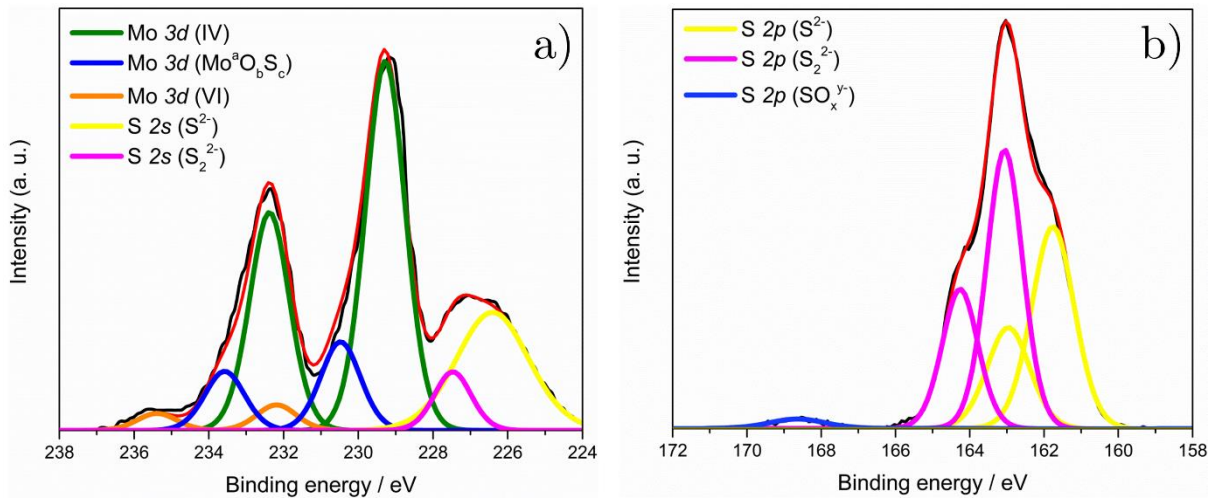 a)
Mo 3d (IV)
Mo 3d (MoᵃO_bS_c)
Mo 3d (VI)
S 2s (S²⁻)
S 2s (S₂²⁻)
Intensity (a. u.)
238 236 234 232 230 228 226 224
Binding energy / eV
b)
S 2p (S²⁻)
S 2p (S₂²⁻)
S 2p (SOₓʸ⁻)
Intensity (a. u.)
172 170 168 166 164 162 160 158
Binding energy / eV